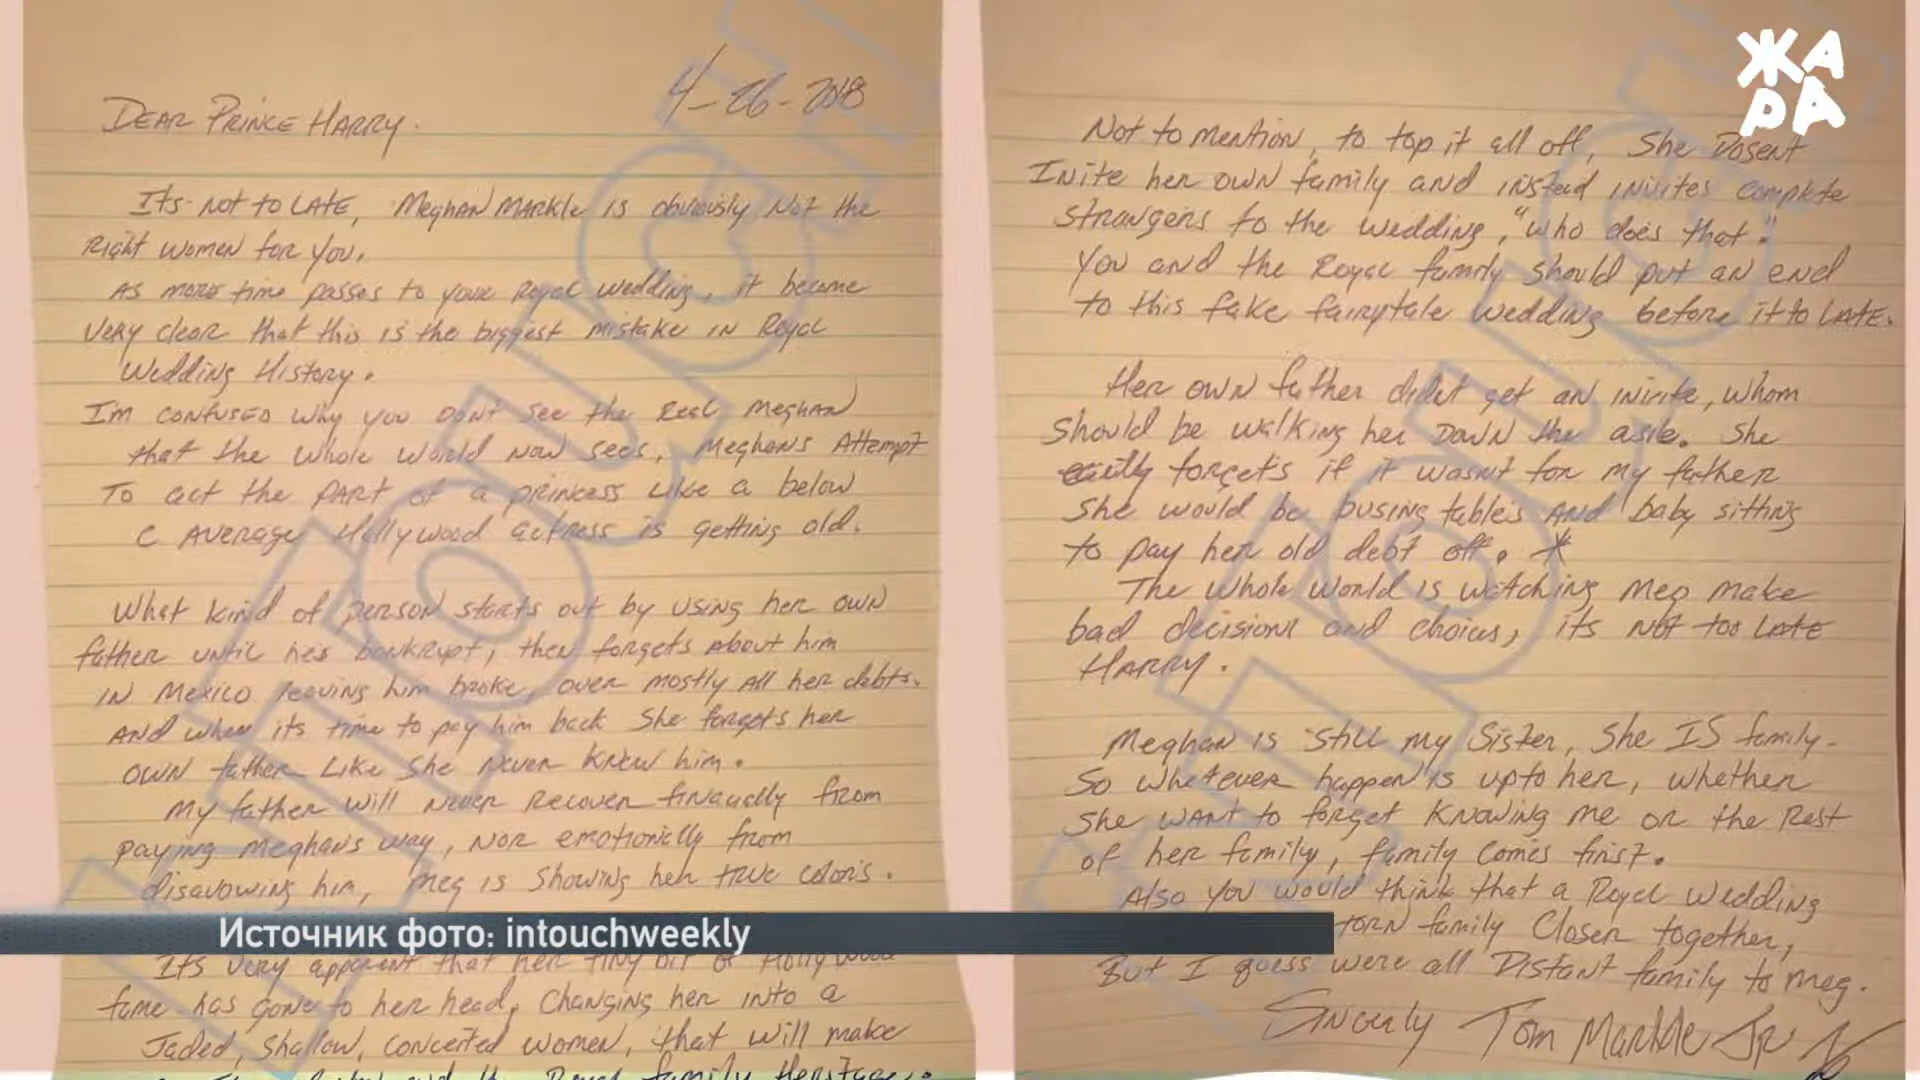 4-26-2018
DEAR PRINCE HARRY.
Its Not to LATE, MegHAN MARKle is obviously Not the
Right women for you.
As more time passes to your Royal wedding, it became
very clear that this is the biggest mistake in Royal
Wedding History.
I'm confused why you DON't see the Real MegHAN
that the whole world now sees. Meghans Attempt
To act the PART of a princess Like a below
C AVERAge Hollywood actress is getting old.
What kind of person starts out by using her own
father until he's bankrupt, then forgets About him
IN Mexico leaving him broke, over mostly All her debts.
AND when its time to pay him back She forgets her
OWN father Like She Never Knew him.
My father will Never Recover finacially from
paying Meghans way, Nor emotionally from
disavowing him, Meg is Showing her true colors.
It's very apparent that her tiny bit of Hollywood
fame has gone to her head, Changing her into a
Jaded, Shallow, conceited women, that will make
and the Royal family Heritage.
Not to mention, to top it all off, She Dosent
Inite her own family and instead invites complete
strangers to the wedding, "who does that."
You and the Royal family should put an end
to this fake fairytale wedding before it to LATE.
Her own father didnt get an inivite, whom
Should be walking her Down the asile. She
forgets if it wasnt for my father
She would be busing tables AND baby sitting
to pay her old debt off. *
The whole world is watching Meg make
bad decisions and choices, its Not too Late
HARRY.
Meghan is Still my Sister, She IS family.
So whatever happen is upto her, whether
She want to forget Knowing me or the Rest
of her family, family Comes first.
Also you would think that a Royal Wedding
torn family Closer together,
But I guess were all Distant family to Meg.
Sincerly Tom Markle Jr
ЖАРА
Источник фото: intouchweekly
INTOUCH
INTOUCH